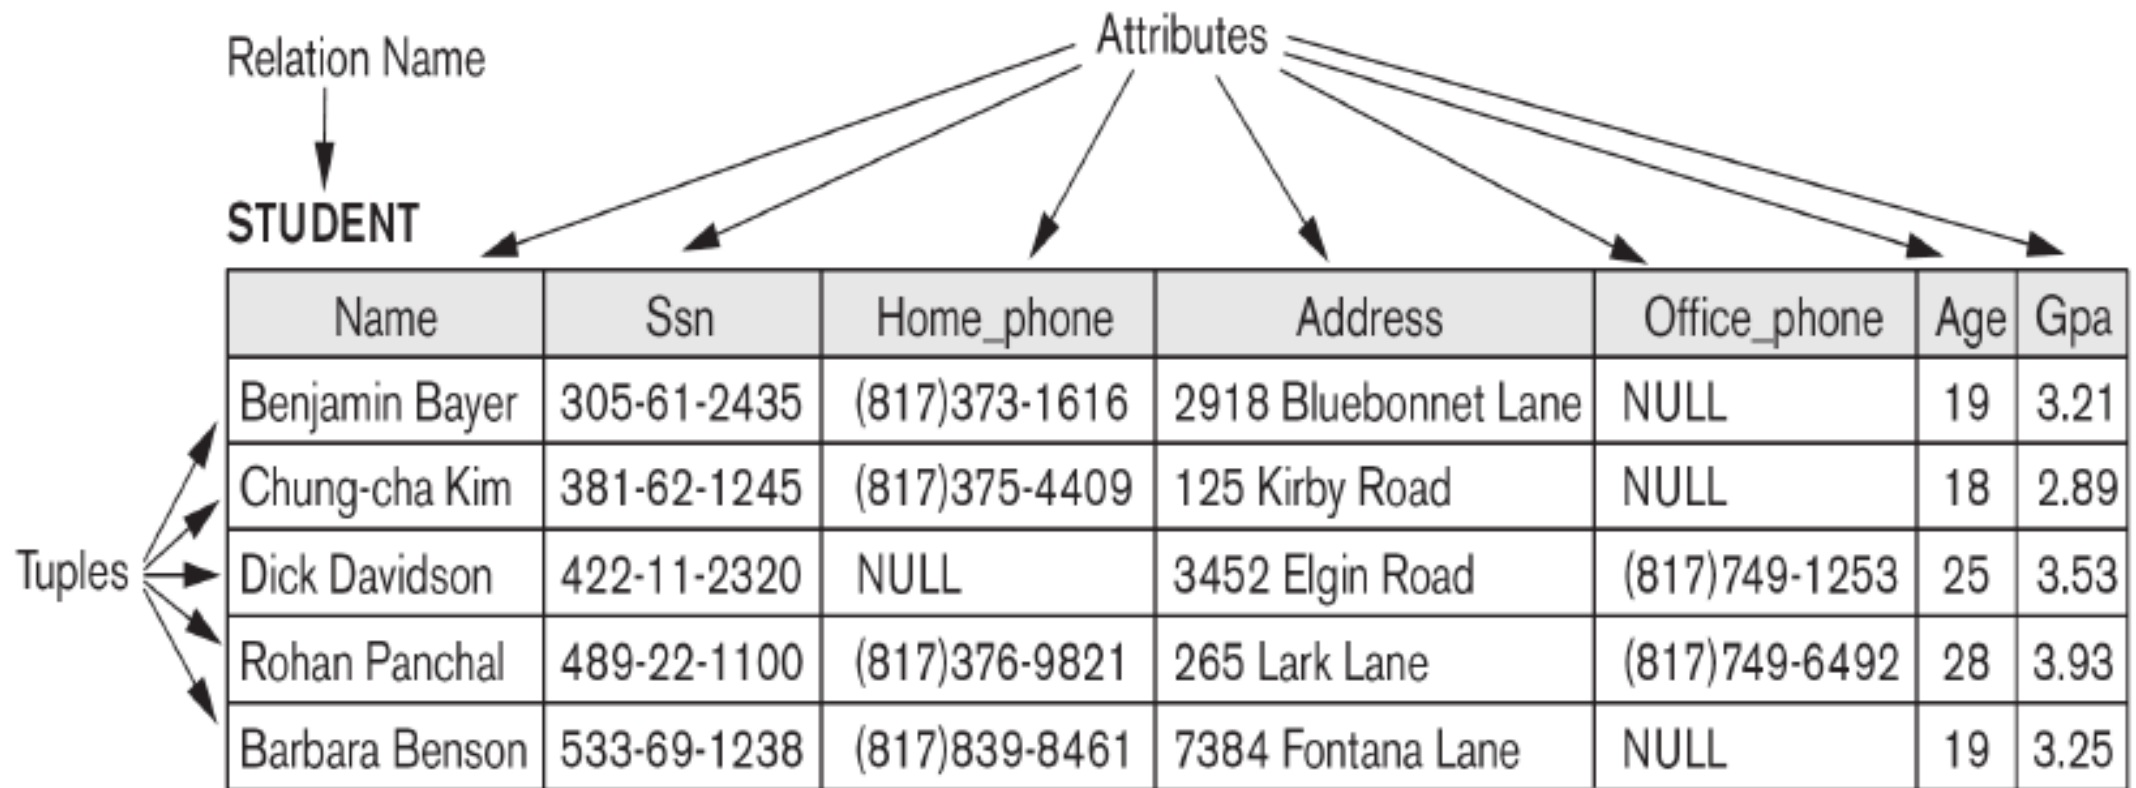 Attributes
Relation Name
STUDENT
Name Ssn Home_phone Address Office_phone Age Gpa
Benjamin Bayer 305-61-2435 (817)373-1616 2918 Bluebonnet Lane NULL 19 3.21
Chung-cha Kim 381-62-1245 (817)375-4409 125 Kirby Road NULL 18 2.89
Tuples Dick Davidson 422-11-2320 NULL 3452 Elgin Road (817)749-1253 25 3.53
Rohan Panchal 489-22-1100 (817)376-9821 265 Lark Lane (817)749-6492 28 3.93
Barbara Benson 533-69-1238 (817)839-8461 7384 Fontana Lane NULL 19 3.25